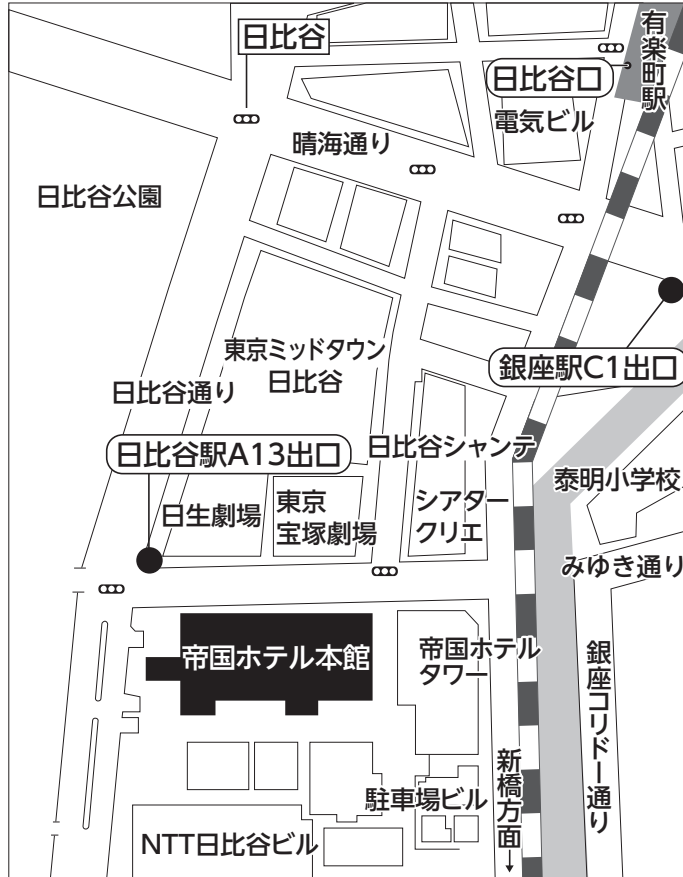 日比谷
有楽町駅
日比谷口
電気ビル
晴海通り
日比谷公園
東京ミッドタウン
日比谷
銀座駅C1出口
日比谷通り
日比谷シャンテ
日比谷駅A13出口
泰明小学校
日生劇場
東京
宝塚劇場
シアター
クリエ
みゆき通り
帝国ホテル本館
帝国ホテル
タワー
銀座コリドー通り
新橋方面
↓
駐車場ビル
NTT日比谷ビル